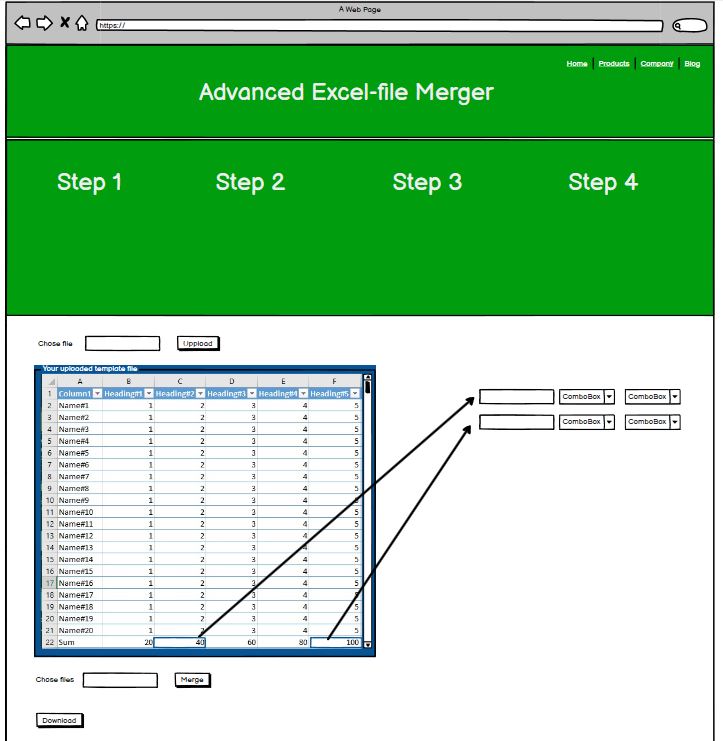 A Web Page
https://
Home Products Company Blog
Advanced Excel-file Merger
Step 1 Step 2 Step 3 Step 4
Chose file Uppload
Your uploaded template file
A B C D E F
1 Column1 Heading#1 Heading#2 Heading#3 Heading#4 Heading#5
2 Name#1 1 2 3 4 5
3 Name#2 1 2 3 4 5
ComboBox ComboBox
4 Name#3 1 2 3 4 5
5 Name#4 1 2 3 4 5
ComboBox ComboBox
6 Name#5 1 2 3 4 5
7 Name#6 1 2 3 4 5
8 Name#7 1 2 3 4 5
9 Name#8 1 2 3 4 5
10 Name#9 1 2 3 4 5
11 Name#10 1 2 3 4 5
12 Name#11 1 2 3 4 5
13 Name#12 1 2 3 4 5
14 Name#13 1 2 3 4 5
15 Name#14 1 2 3 4 5
16 Name#15 1 2 3 4 5
17 Name#16 1 2 3 4 5
18 Name#17 1 2 3 4 5
19 Name#18 1 2 3 4 5
20 Name#19 1 2 3 4 5
21 Name#20 1 2 3 4 5
22 Sum 20 40 60 80 100
Chose files Merge
Download